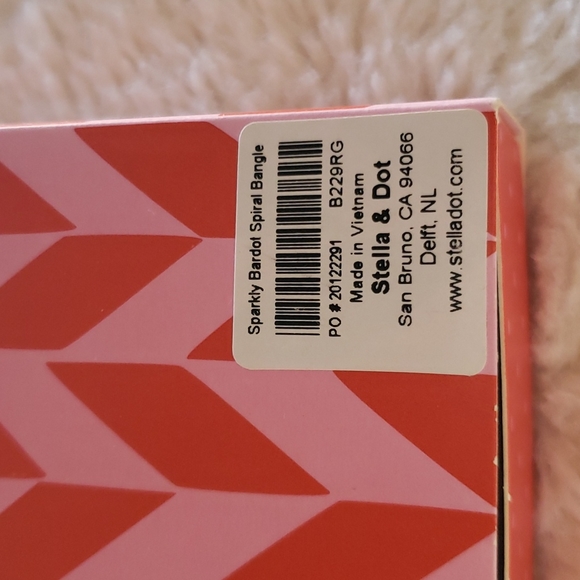 Sparkly Bardot Spiral Bangle
PO # 20122291 B229RG
Made in Vietnam
Stella & Dot
San Bruno, CA 94066
Delft, NL
www.stelladot.com